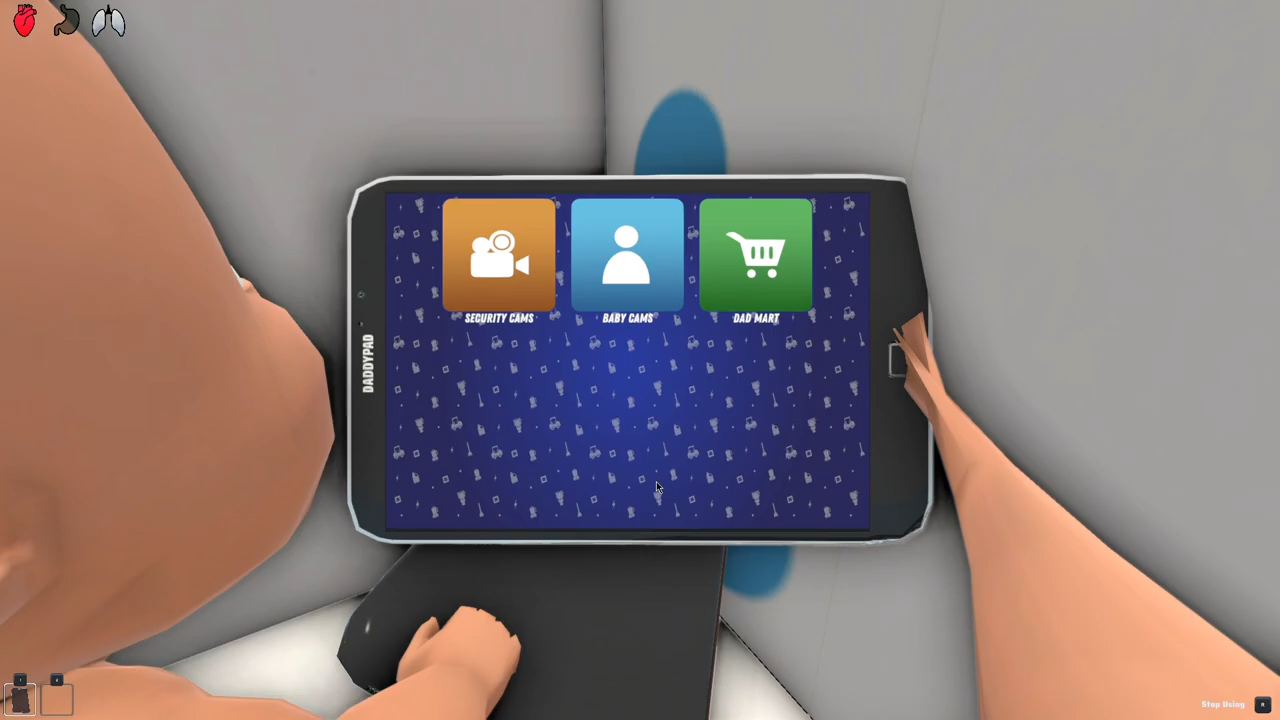 SECURITY CAMS
BABY CAMS
DAD MART
DADDYPAD
Stop Using